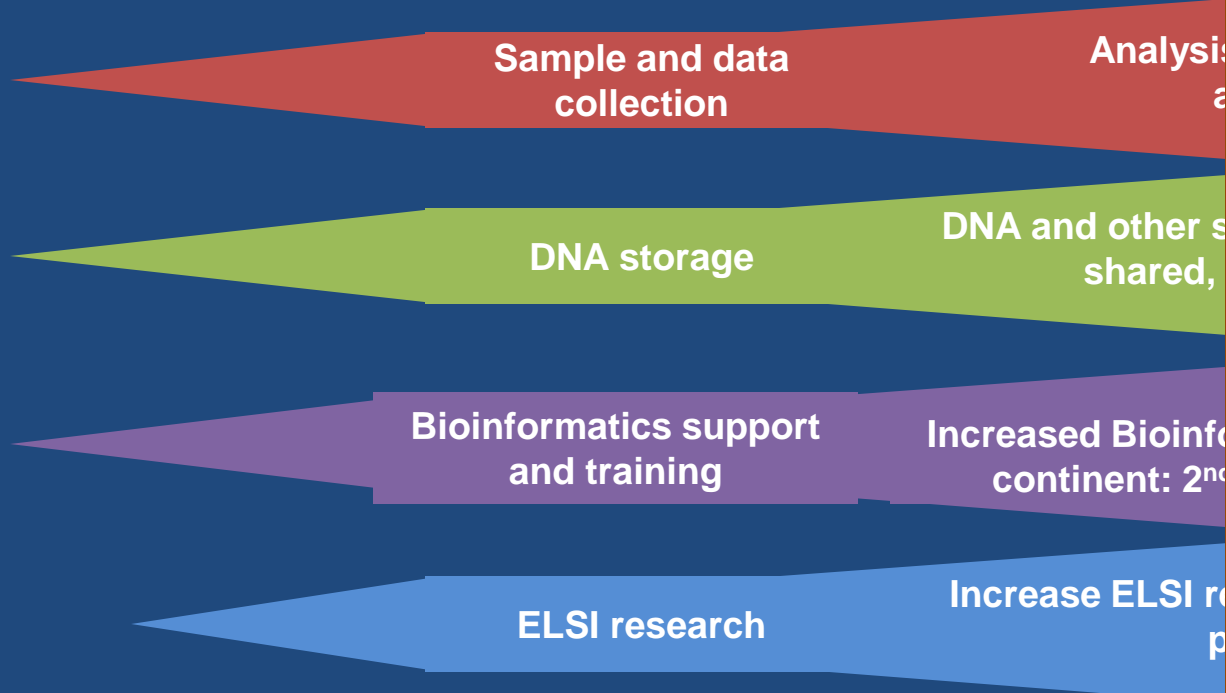 Sample and data
collection
Analysis
a
DNA storage
DNA and other s
shared,
Bioinformatics support
and training
Increased Bioinfo
continent: 2nd
ELSI research
Increase ELSI re
p